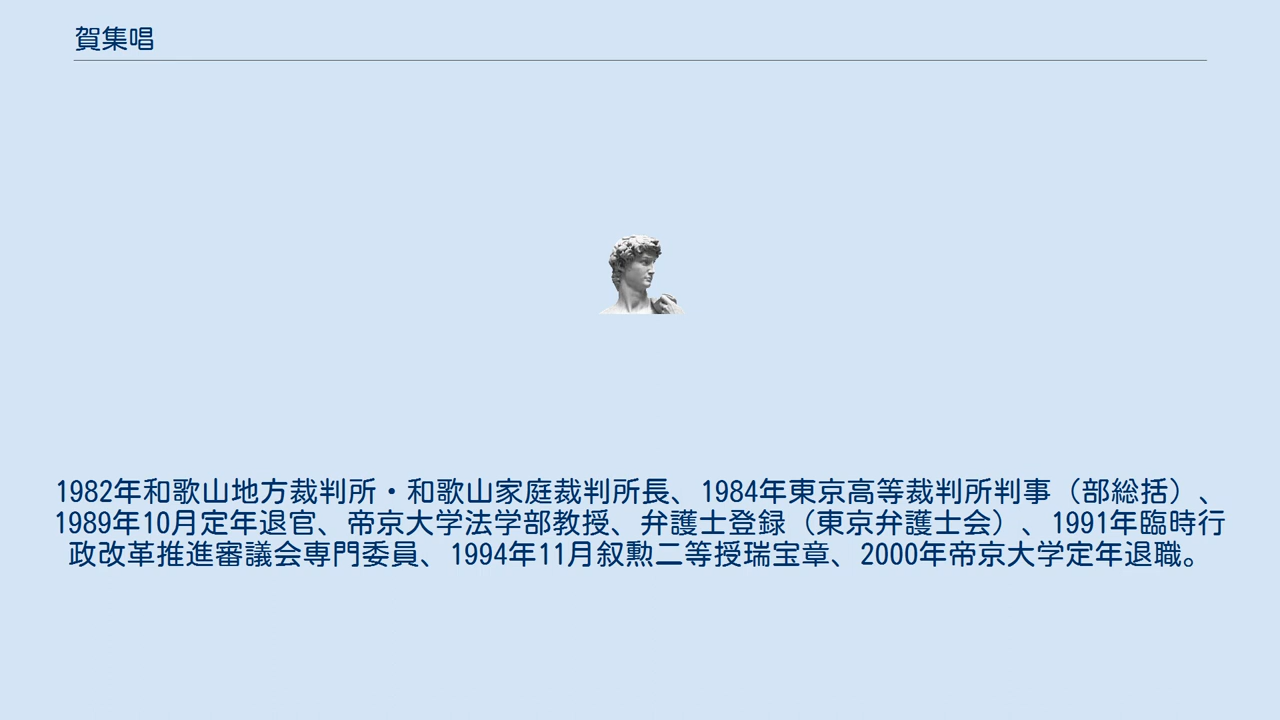 賀集唱
1982年和歌山地方裁判所・和歌山家庭裁判所長、1984年東京高等裁判所判事（部総括）、
1989年10月定年退官、帝京大学法学部教授、弁護士登録（東京弁護士会）、1991年臨時行
政改革推進審議会専門委員、1994年11月叙勲二等授瑞宝章、2000年帝京大学定年退職。